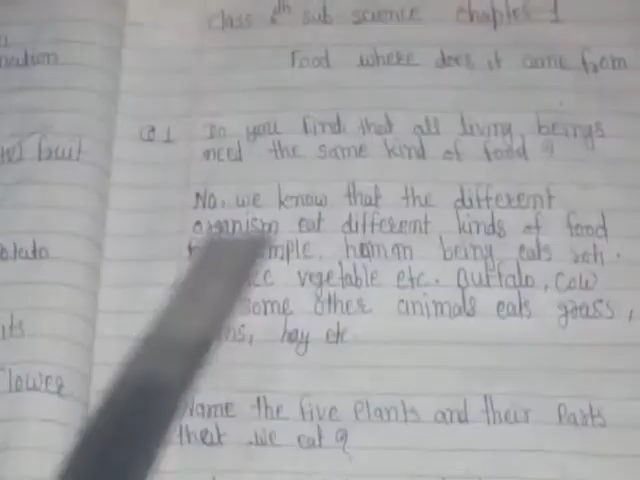 class 6th sub science chapter 1
Food where does it come from
Q1 Do you find that all living beings
need the same kind of food ?
No, we know that the different
organism eat different kinds of food
human being eats
vegetable etc. Buffalo, cow
some other animals eats grass,
hay etc
Name the five Plants and their Parts
that we eat ?
lower